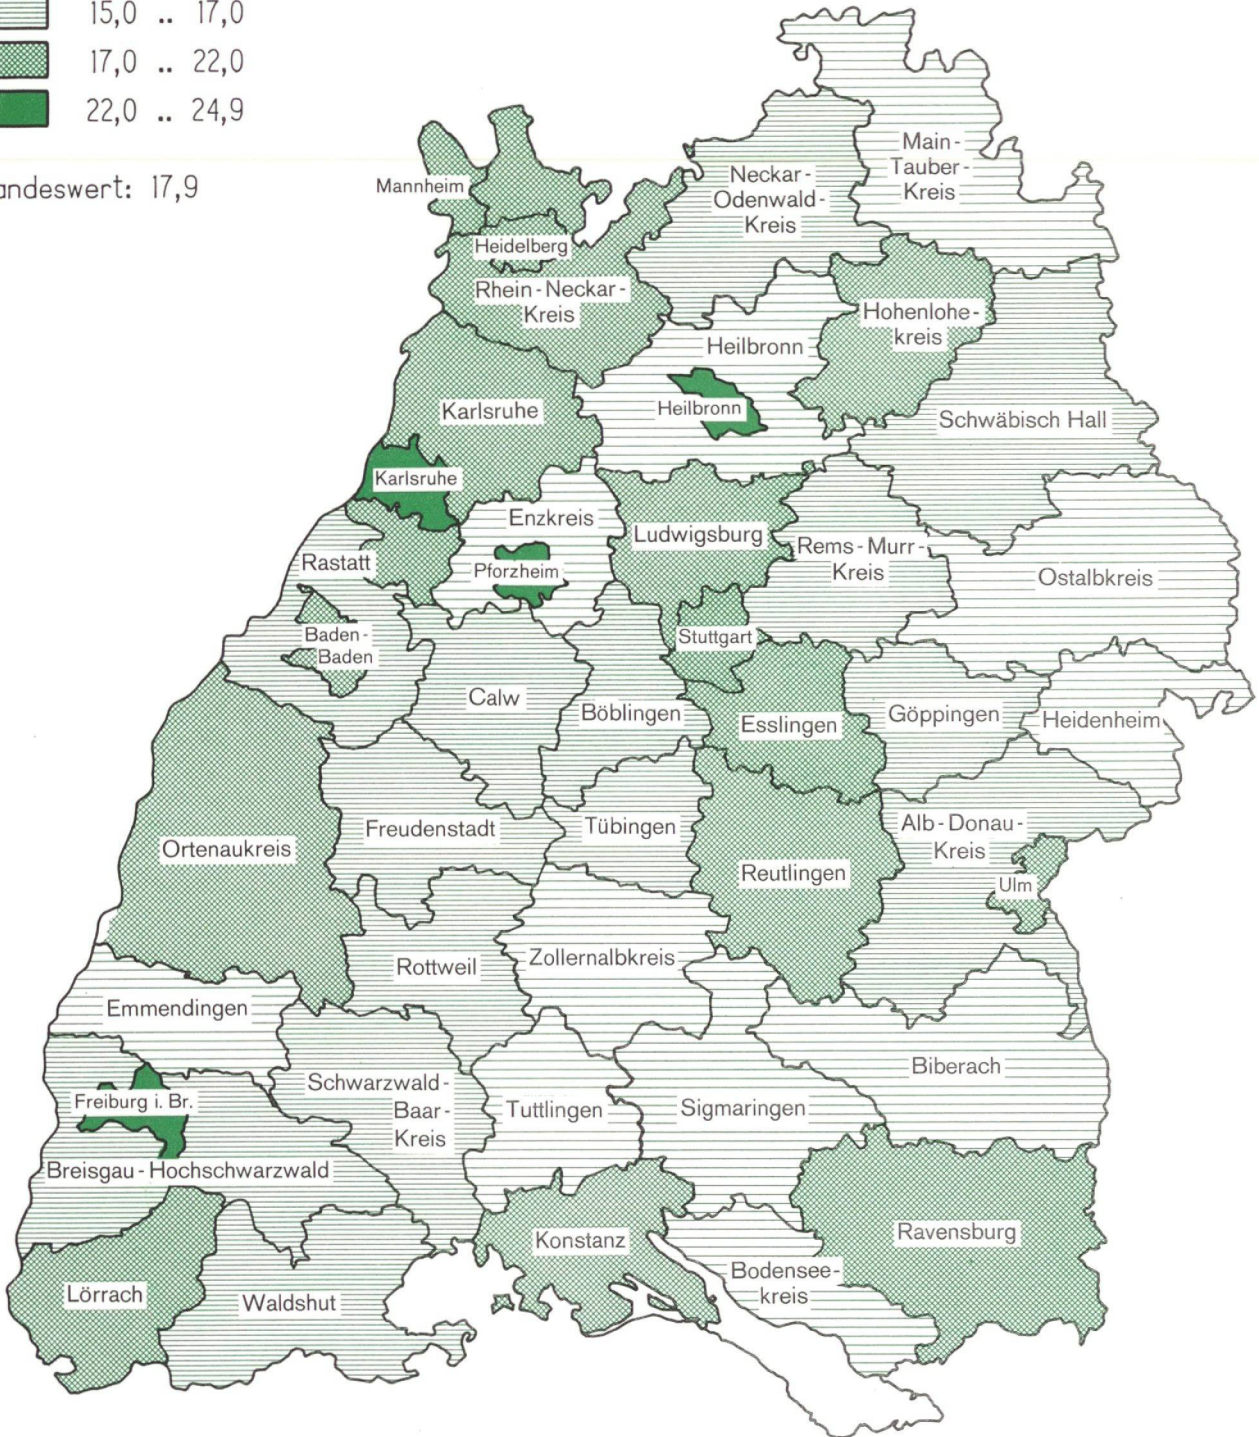 15,0 .. 17,0
17,0 .. 22,0
22,0 .. 24,9
andeswert: 17,9
Main-
Tauber-
Kreis
Neckar-
Odenwald-
Kreis
Mannheim
Heidelberg
Rhein-Neckar-
Kreis
Hohenlohe-
kreis
Heilbronn
Heilbronn
Karlsruhe
Schwäbisch Hall
Karlsruhe
Enzkreis
Ludwigsburg
Rems-Murr-
Kreis
Rastatt
Pforzheim
Ostalbkreis
Baden-
Baden
Stuttgart
Calw
Böblingen
Esslingen
Göppingen
Heidenheim
Freudenstadt
Tübingen
Alb-Donau-
Kreis
Ortenaukreis
Reutlingen
Ulm
Rottweil
Zollernalbkreis
Emmendingen
Biberach
Schwarzwald-
Baar-
Kreis
Freiburg i. Br.
Tuttlingen
Sigmaringen
Breisgau-Hochschwarzwald
Konstanz
Ravensburg
Bodensee-
kreis
Lörrach
Waldshut